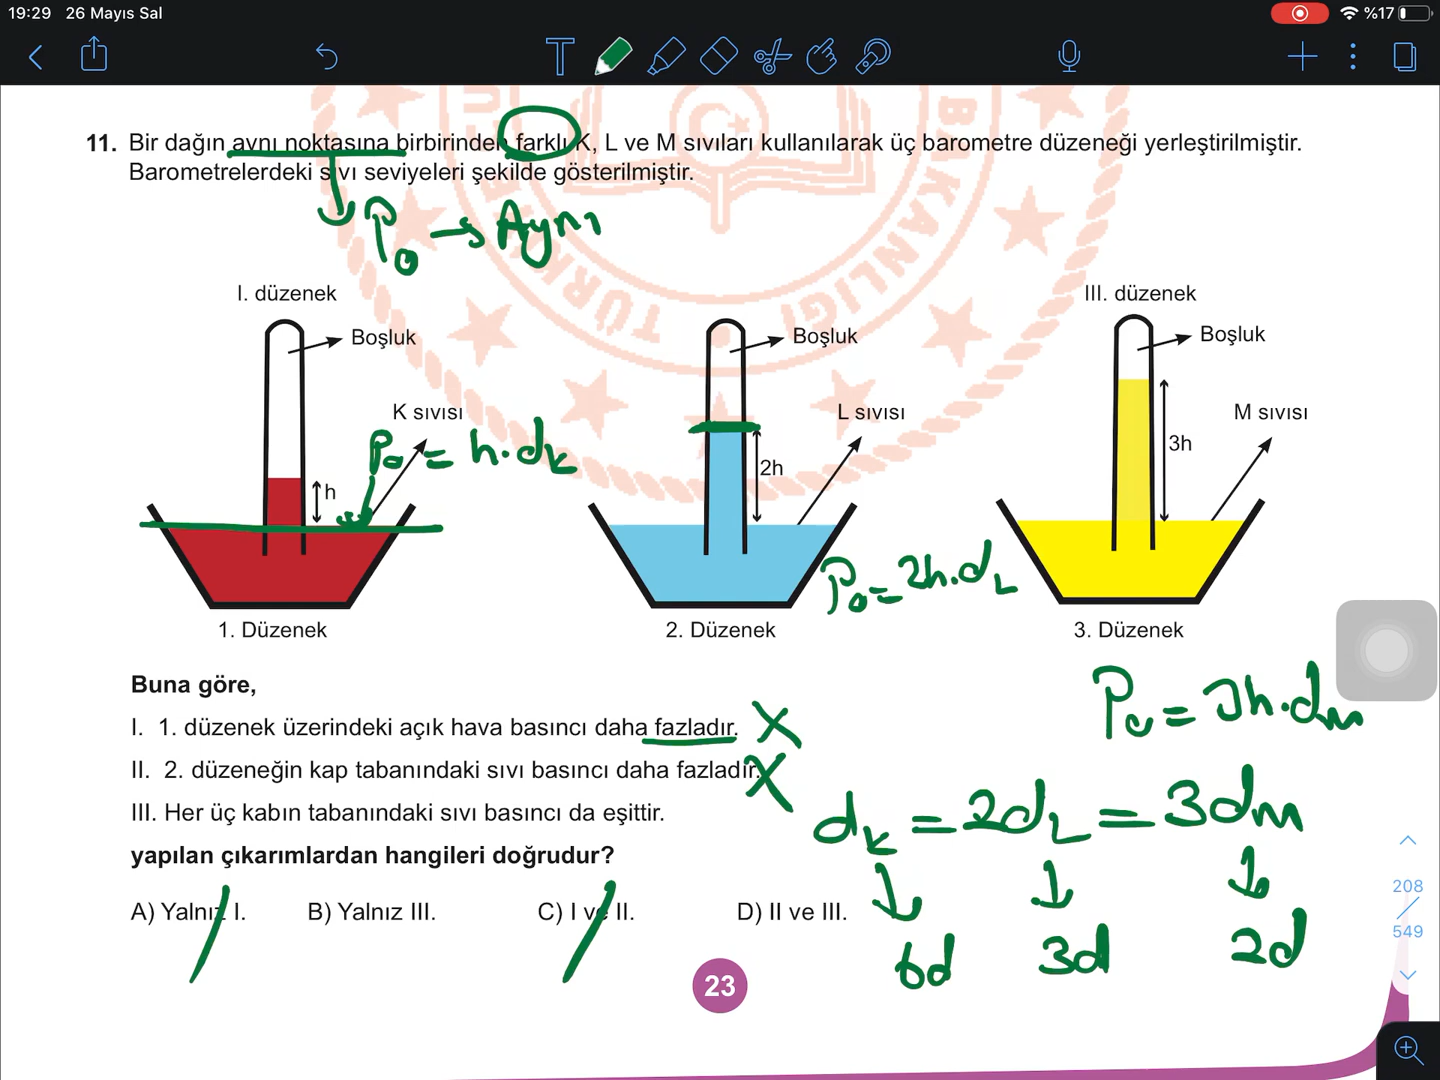 19:29 26 Mayıs Sal
%17
11. Bir dağın aynı noktasına birbirinden farklı K, L ve M sıvıları kullanılarak üç barometre düzeneği yerleştirilmiştir.
Barometrelerdeki sıvı seviyeleri şekilde gösterilmiştir.
P₀ → Aynı
I. düzenek
III. düzenek
Boşluk
Boşluk
Boşluk
K sıvısı
L sıvısı
M sıvısı
P₀ = h.dk
h
2h
3h
P₀ = 2h.dL
1. Düzenek
2. Düzenek
3. Düzenek
P₀ = 3h.dm
Buna göre,
I. 1. düzenek üzerindeki açık hava basıncı daha fazladır. X
II. 2. düzeneğin kap tabanındaki sıvı basıncı daha fazladır. X
III. Her üç kabın tabanındaki sıvı basıncı da eşittir.
dk = 2dL = 3dm
yapılan çıkarımlardan hangileri doğrudur?
A) Yalnız I. B) Yalnız III. C) I ve II. D) II ve III.
6d 3d 2d
23
208
549
TÜRK
BAKANLIĞI